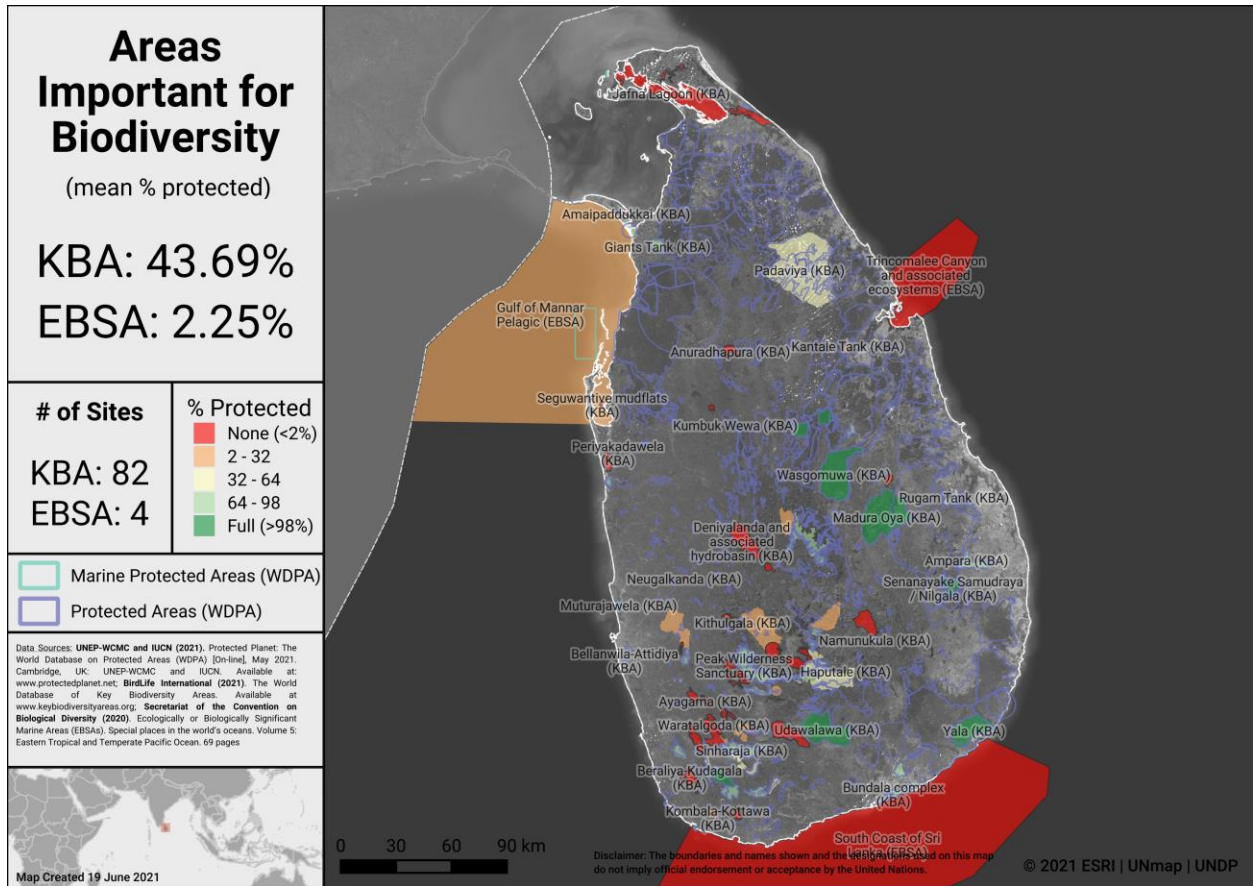 Areas
Important for
Biodiversity
(mean % protected)
KBA: 43.69%
EBSA: 2.25%
# of Sites
KBA: 82
EBSA: 4
% Protected
None (<2%)
2 - 32
32 - 64
64 - 98
Full (>98%)
Marine Protected Areas (WDPA)
Protected Areas (WDPA)
Data Sources: UNEP-WCMC and IUCN (2021). Protected Planet: The
World Database on Protected Areas (WDPA) [On-line], May 2021.
Cambridge, UK: UNEP-WCMC and IUCN. Available at:
www.protectedplanet.net; BirdLife International (2021). The World
Database of Key Biodiversity Areas. Available at
www.keybiodiversityareas.org; Secretariat of the Convention on
Biological Diversity (2020). Ecologically or Biologically Significant
Marine Areas (EBSAs). Special places in the world's oceans. Volume 5:
Eastern Tropical and Temperate Pacific Ocean. 69 pages
Map Created 19 June 2021
Jafna Lagoon (KBA)
Amaipaddukkai (KBA)
Giants Tank (KBA)
Padaviya (KBA)
Trincomalee Canyon
and associated
ecosystems (EBSA)
Gulf of Mannar
Pelagic (EBSA)
Anuradhapura (KBA)
Kantale Tank (KBA)
Seguwantive mudflats
(KBA)
Kumbuk Wewa (KBA)
Periyakadawela
(KBA)
Wasgomuwa (KBA)
Rugam Tank (KBA)
Madura Oya (KBA)
Deniyalanda and
associated
hydrobasin (KBA)
Ampara (KBA)
Neugalkanda (KBA)
Senanayake Samudraya
/ Nilgala (KBA)
Muturajawela (KBA)
Kithulgala (KBA)
Namunukula (KBA)
Bellanwila-Attidiya
(KBA)
Peak Wilderness
Sanctuary (KBA)
Haputale (KBA)
Ayagama (KBA)
Waratalgoda (KBA)
Udawalawa (KBA)
Yala (KBA)
Sinharaja (KBA)
Beraliya-Kudagala
(KBA)
Bundala complex
(KBA)
Kombala-Kottawa
(KBA)
South Coast of Sri
Lanka (EBSA)
0 30 60 90 km
Disclaimer: The boundaries and names shown and the designations used on this map
do not imply official endorsement or acceptance by the United Nations.
© 2021 ESRI | UNmap | UNDP